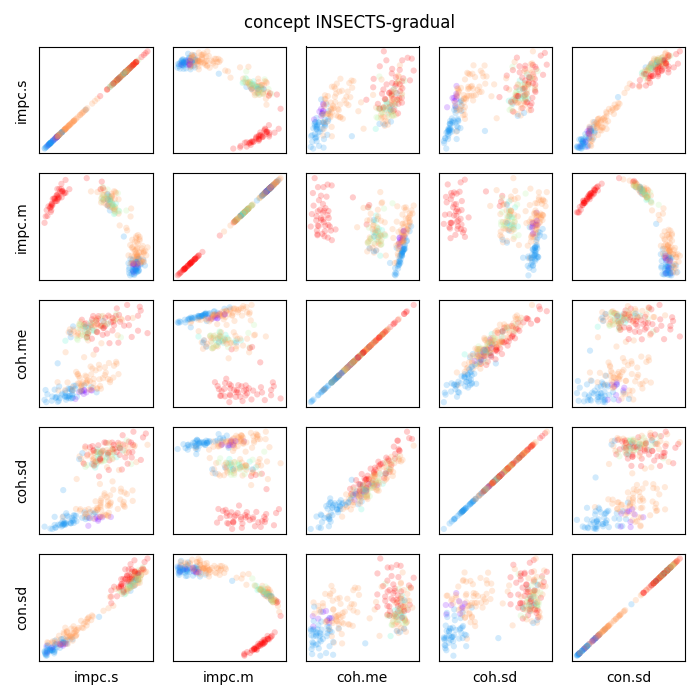 concept INSECTS-gradual
impc.s
impc.m
coh.me
coh.sd
con.sd
impc.s
impc.m
coh.me
coh.sd
con.sd